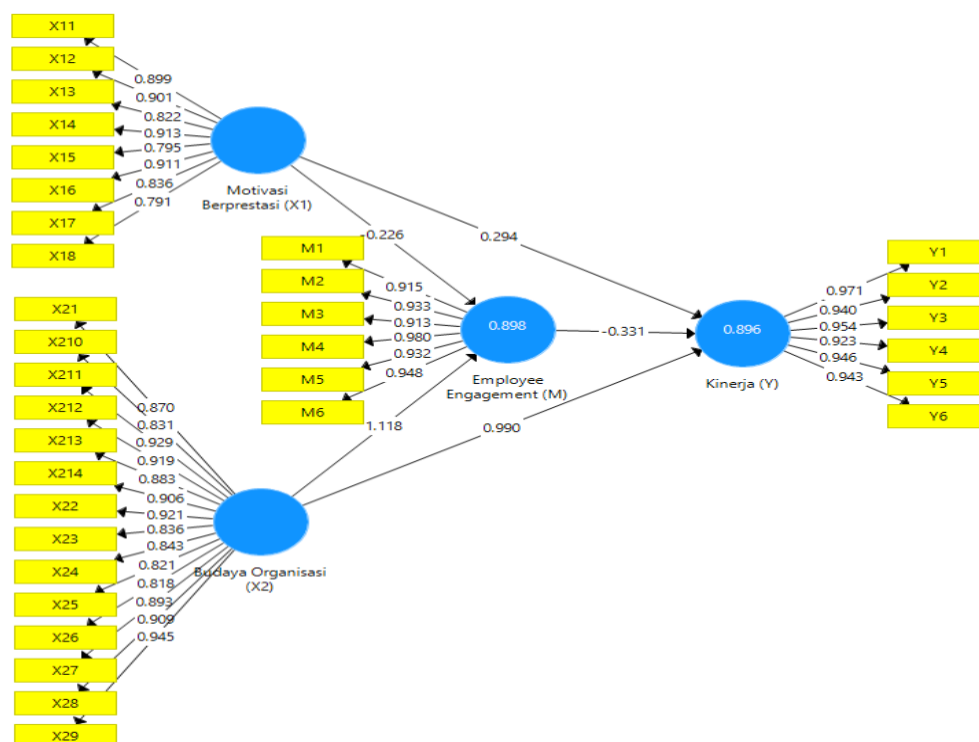 X11
X12
X13
X14
X15
X16
X17
X18
0.899
0.901
0.822
0.913
0.795
0.911
0.836
0.791
Motivasi
Berprestasi (X1)
-0.226
0.294
M1
M2
M3
M4
M5
M6
0.915
0.933
0.913
0.980
0.932
0.948
0.898
Employee
Engagement (M)
-0.331
0.896
Kinerja (Y)
0.971
0.940
0.954
0.923
0.946
0.943
Y1
Y2
Y3
Y4
Y5
Y6
1.118
0.990
X21
X210
X211
X212
X213
X214
X22
X23
X24
X25
X26
X27
X28
X29
0.870
0.831
0.929
0.919
0.883
0.906
0.921
0.836
0.843
0.821
0.818
0.893
0.909
0.945
Budaya Organisasi
(X2)